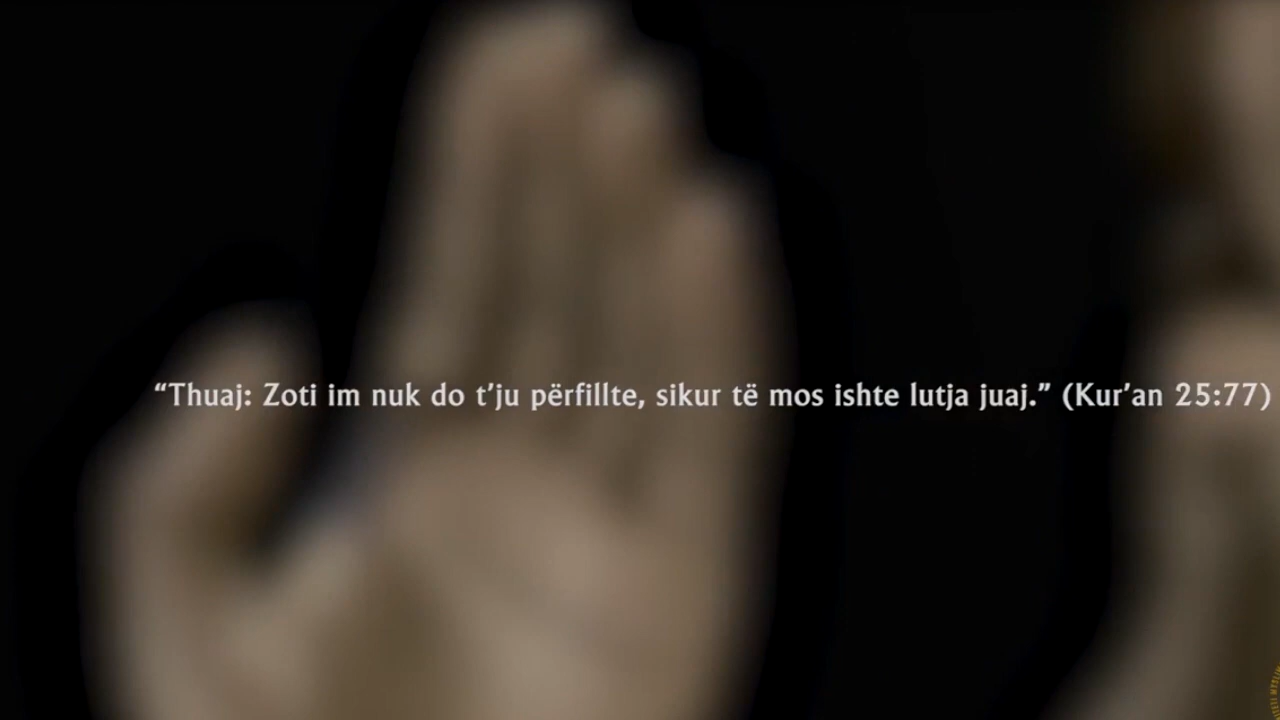 “Thuaj: Zoti im nuk do t’ju përfillte, sikur të mos ishte lutja juaj.” (Kur’an 25:77)